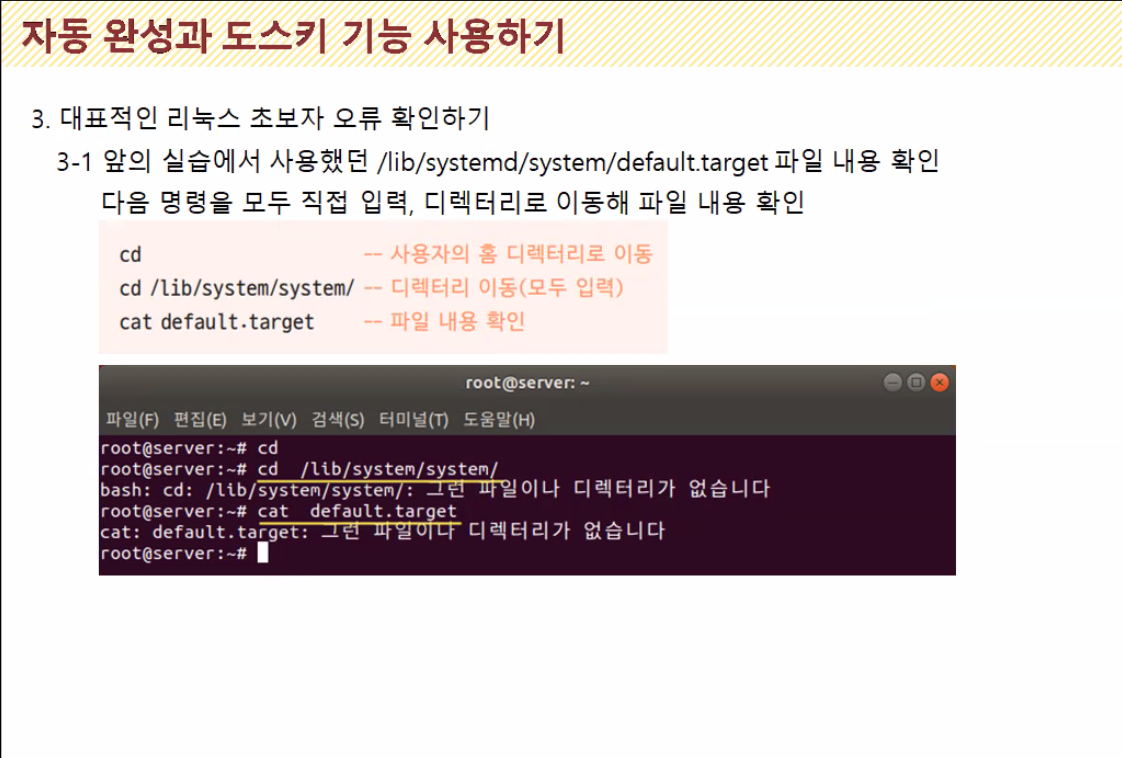 자동 완성과 도스키 기능 사용하기
3. 대표적인 리눅스 초보자 오류 확인하기
3-1 앞의 실습에서 사용했던 /lib/systemd/system/default.target 파일 내용 확인
다음 명령을 모두 직접 입력, 디렉터리로 이동해 파일 내용 확인
cd -- 사용자의 홈 디렉터리로 이동
cd /lib/system/system/ -- 디렉터리 이동(모두 입력)
cat default.target -- 파일 내용 확인
root@server: ~
파일(F) 편집(E) 보기(V) 검색(S) 터미널(T) 도움말(H)
root@server:~# cd
root@server:~# cd  /lib/system/system/
bash: cd: /lib/system/system/: 그런 파일이나 디렉터리가 없습니다
root@server:~# cat  default.target
cat: default.target: 그런 파일이나 디렉터리가 없습니다
root@server:~#